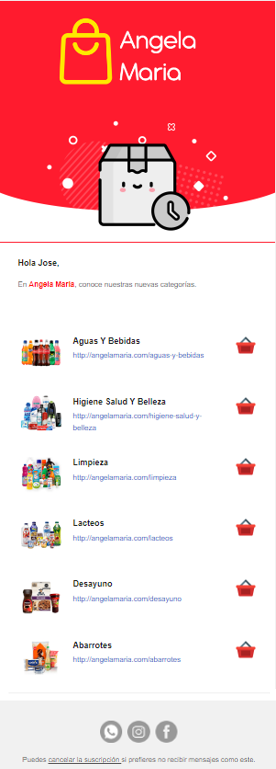 Angela
Maria
Hola Jose,
En Angela Maria, conoce nuestras nuevas categorías.
Aguas Y Bebidas
http://angelamaria.com/aguas-y-bebidas
Higiene Salud Y Belleza
http://angelamaria.com/higiene-salud-y-
belleza
Limpieza
http://angelamaria.com/limpieza
Lacteos
http://angelamaria.com/lacteos
Desayuno
http://angelamaria.com/desayuno
Abarrotes
http://angelamaria.com/abarrotes
Puedes cancelar la suscripción si prefieres no recibir mensajes como este.